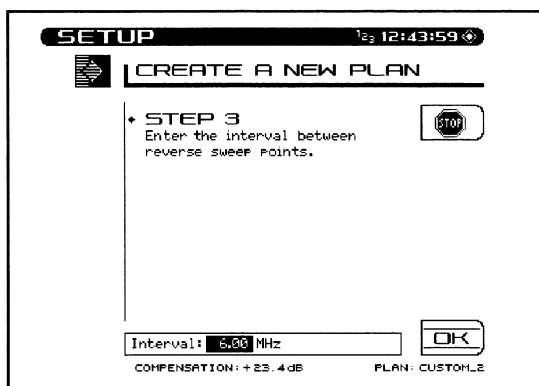 SETUP 123 12:43:59
CREATE A NEW PLAN
STEP 3
Enter the interval between
reverse sweep points.
STOP
Interval: 6.00 MHz
OK
COMPENSATION:+23.4dB PLAN: CUSTOM_2